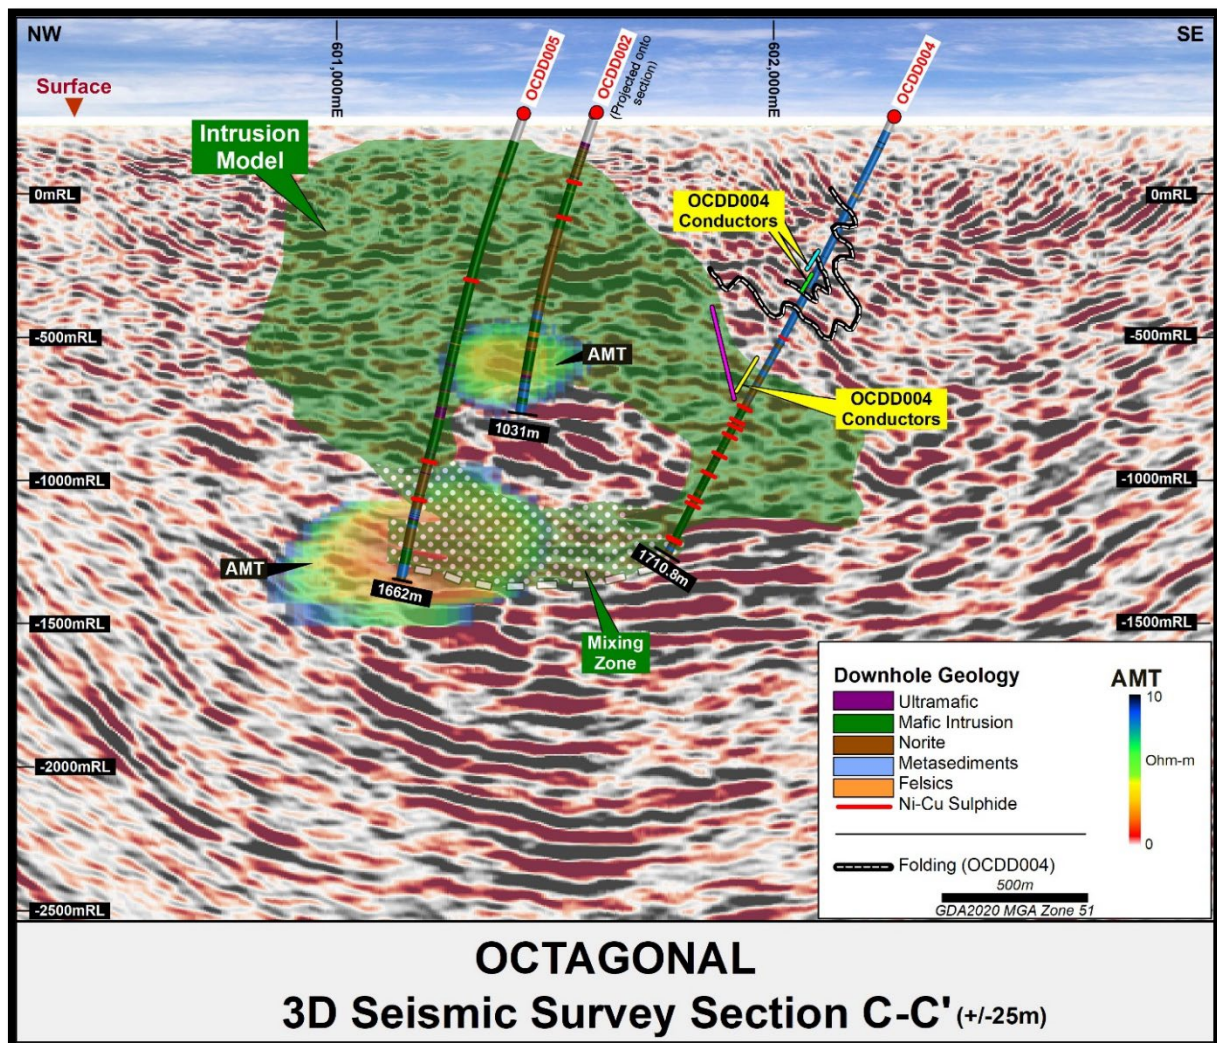 NW
SE
601,000mE
602,000mE
OCDD005
OCDD002
(Projected onto
section)
OCDD004
Surface
Intrusion
Model
0mRL
0mRL
OCDD004
Conductors
-500mRL
-500mRL
AMT
OCDD004
Conductors
1031m
-1000mRL
-1000mRL
AMT
1662m
1710.8m
-1500mRL
-1500mRL
Mixing
Zone
Downhole Geology
Ultramafic
Mafic Intrusion
Norite
Metasediments
Felsics
Ni-Cu Sulphide
AMT
10
Ohm-m
0
Folding (OCDD004)
500m
GDA2020 MGA Zone 51
-2000mRL
-2500mRL
OCTAGONAL
3D Seismic Survey Section C-C' (+/-25m)